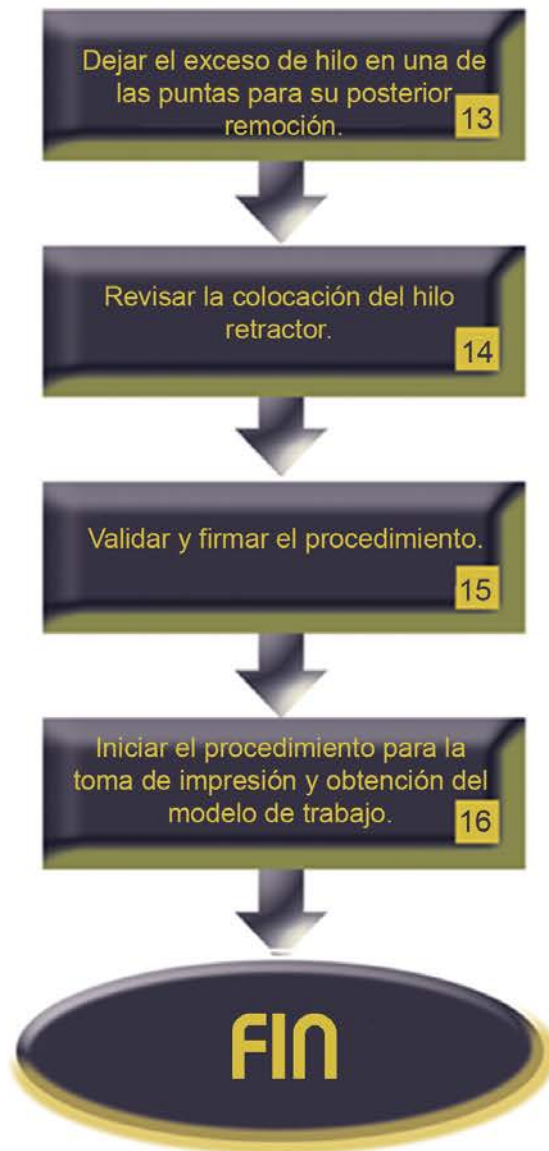 Dejar el exceso de hilo en una de
las puntas para su posterior
remoción.
13
Revisar la colocación del hilo
retractor.
14
Validar y firmar el procedimiento.
15
Iniciar el procedimiento para la
toma de impresión y obtención del
modelo de trabajo.
16
FIN